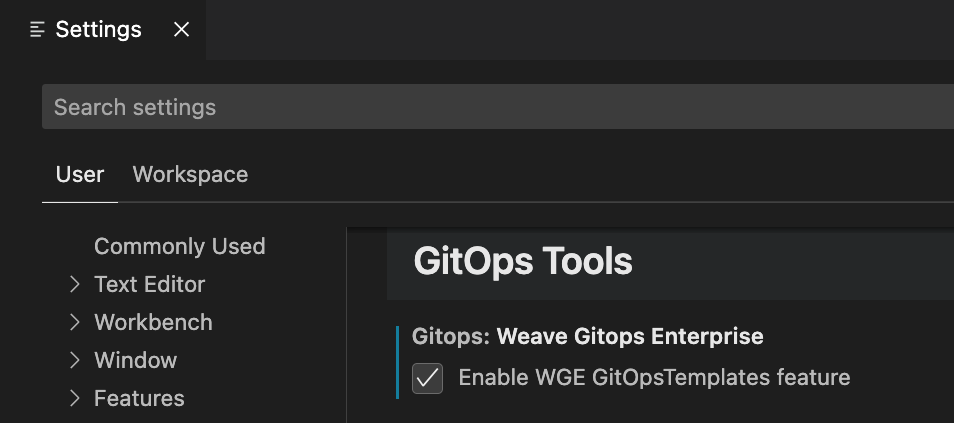 Settings
Search settings
User Workspace
Commonly Used
Text Editor
Workbench
Window
Features
GitOps Tools
Gitops: Weave Gitops Enterprise
Enable WGE GitOpsTemplates feature